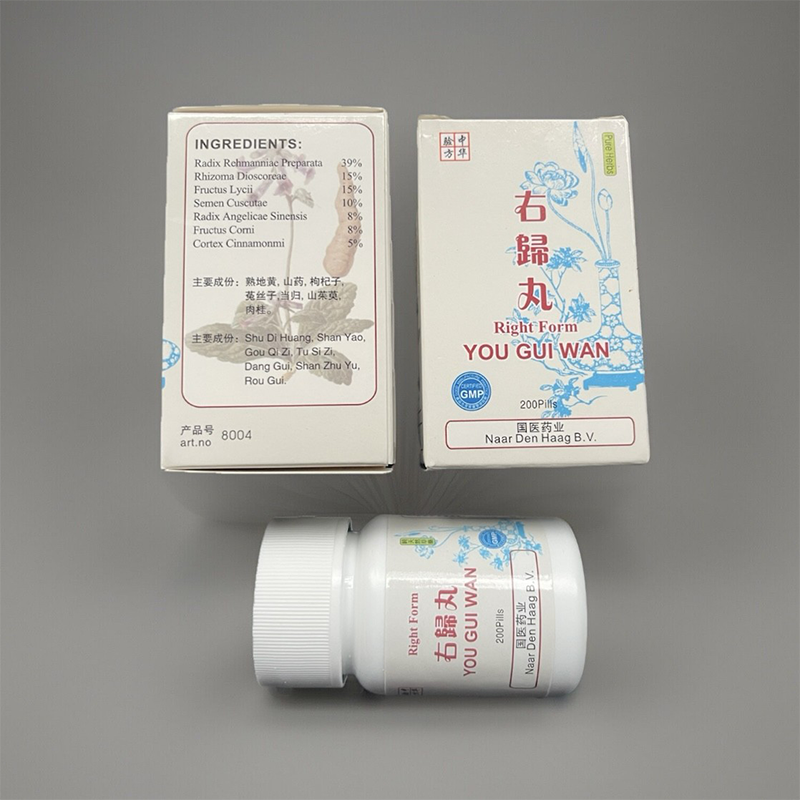 INGREDIENTS:
Radix Rehmanniac Preparata 39%
Rhizoma Dioscoreae 15%
Fructus Lycii 15%
Semen Cuscutae 10%
Radix Angelicae Sinensis 8%
Fructus Corni 8%
Cortex Cinnamonmi 5%
主要成份: 熟地黄, 山药, 枸杞子,
菟丝子,当归, 山茱萸,
肉桂。
主要成份: Shu Di Huang, Shan Yao,
Gou Qi Zi, Tu Si Zi,
Dang Gui, Shan Zhu Yu,
Rou Gui.
产品号
art.no 8004
中华
验方
Pure Herbs
右歸丸
Right Form
YOU GUI WAN
CERTIFIED
GMP
200Pills
国医药业
Naar Den Haag B.V.
Right Form
右歸丸
YOU GUI WAN
200Pills
国医药业
Naar Den Haag B.V.